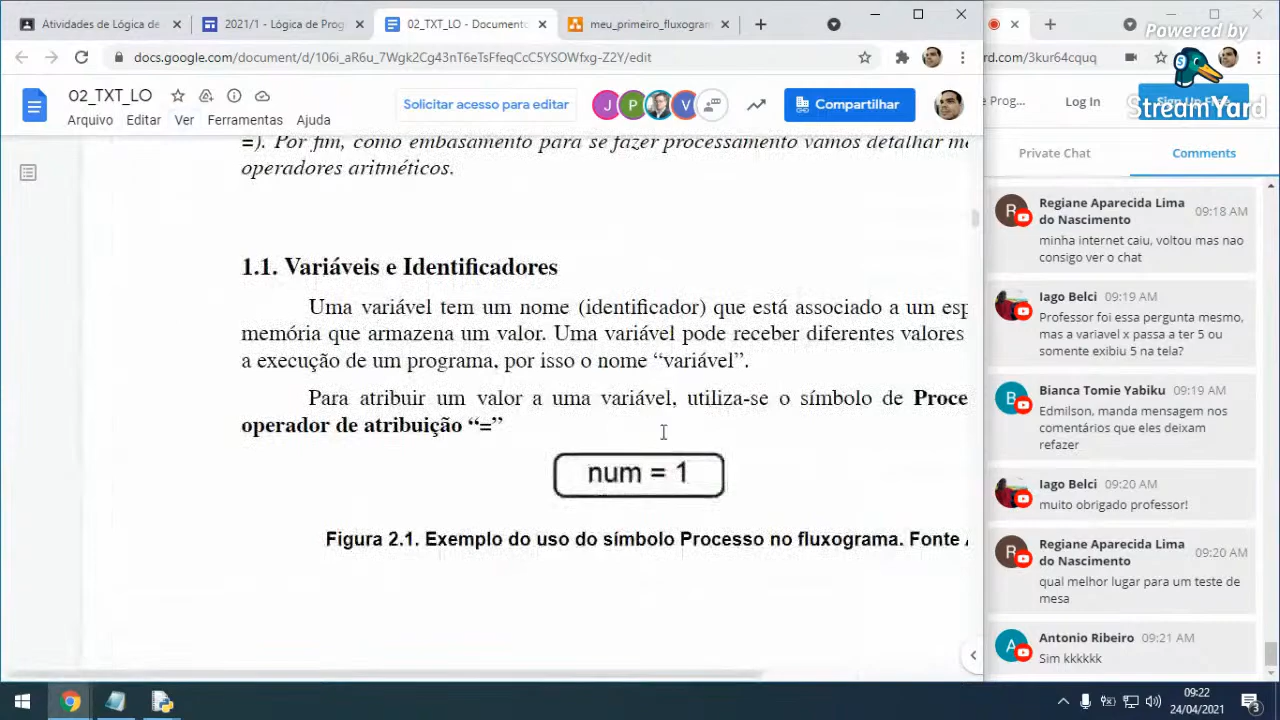 Atividades de Lógica de
2021/1 - Lógica de Prog
02_TXT_LO - Documento
meu_primeiro_fluxogram
docs.google.com/document/d/106i_aR6u_7Wgk2Cg43nT6eTcFfeqCcC5YSOWfxg-Z2Y/edit
02_TXT_LO
Arquivo Editar Ver Ferramentas Ajuda
Solicitar acesso para editar
J P V
Compartilhar
=). Por fim, como embasamento para se fazer processamento vamos detalhar me
operadores aritméticos.
1.1. Variáveis e Identificadores
Uma variável tem um nome (identificador) que está associado a um esp
memória que armazena um valor. Uma variável pode receber diferentes valores
a execução de um programa, por isso o nome “variável”.
Para atribuir um valor a uma variável, utiliza-se o símbolo de Proce
operador de atribuição “=”
num = 1
Figura 2.1. Exemplo do uso do símbolo Processo no fluxograma. Fonte
Powered by
StreamYard
rd.com/3kur64cquq
e Prog...
Log In
Private Chat
Comments
R
Regiane Aparecida Lima
do Nascimento
09:18 AM
minha internet caiu, voltou mas nao
consigo ver o chat
Iago Belci 09:19 AM
Professor foi essa pergunta mesmo,
mas a variavel x passa a ter 5 ou
somente exibiu 5 na tela?
B
Bianca Tomie Yabiku 09:19 AM
Edmilson, manda mensagem nos
comentários que eles deixam
refazer
Iago Belci 09:20 AM
muito obrigado professor!
R
Regiane Aparecida Lima
do Nascimento
09:20 AM
qual melhor lugar para um teste de
mesa
A
Antonio Ribeiro 09:21 AM
Sim kkkkkk
09:22
24/04/2021
3